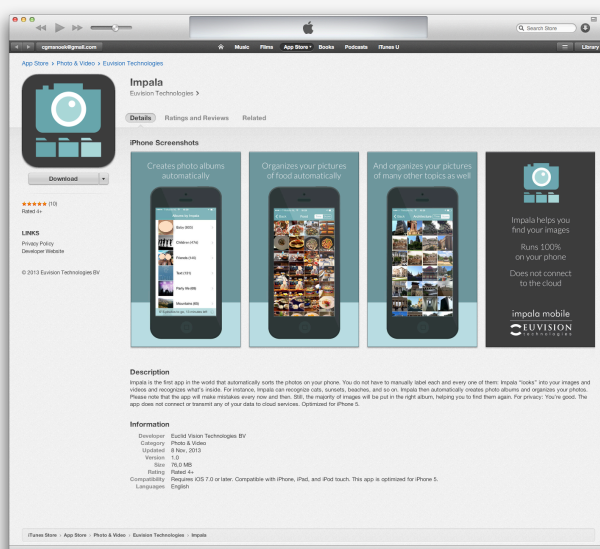 Search Store
cgmsnoek@gmail.com
Music
Films
App Store
Books
Podcasts
iTunes U
Library
App Store › Photo & Video › Euvision Technologies
Impala
Euvision Technologies
Details
Ratings and Reviews
Related
Download
(10)
Rated 4+
LINKS
Privacy Policy
Developer Website
© 2013 Euvision Technologies BV
iPhone Screenshots
Creates photo albums
automatically
Albums by Impala
Children
Friends
Text
Party life
Mountains
Organizes your pictures
of food automatically
Food
And organizes your pictures
of many other topics as well
Architecture
Impala helps you
find your images
Runs 100%
on your phone
Does not connect
to the cloud
impala mobile
EUVISION
technologies
Description
Impala is the first app in the world that automatically sorts the photos on your phone. You do not have to manually label each and every one of them: Impala "looks" into your images and
videos and recognizes what's inside. For instance, Impala can recognize cats, sunsets, beaches, and so on. Impala then automatically creates photo albums and organizes your photos.
Please note that the app will make mistakes every now and then. Still, the majority of images will be put in the right album, helping you to find them again. For privacy: You're good. The
app does not connect or transmit any of your data to cloud services. Optimized for iPhone 5.
Information
Developer Euclid Vision Technologies BV
Category Photo & Video
Updated 8 Nov, 2013
Version 1.0
Size 76.0 MB
Rating Rated 4+
Compatibility Requires iOS 7.0 or later. Compatible with iPhone, iPad, and iPod touch. This app is optimized for iPhone 5.
Languages English
iTunes Store › App Store › Photo & Video › Euvision Technologies › Impala